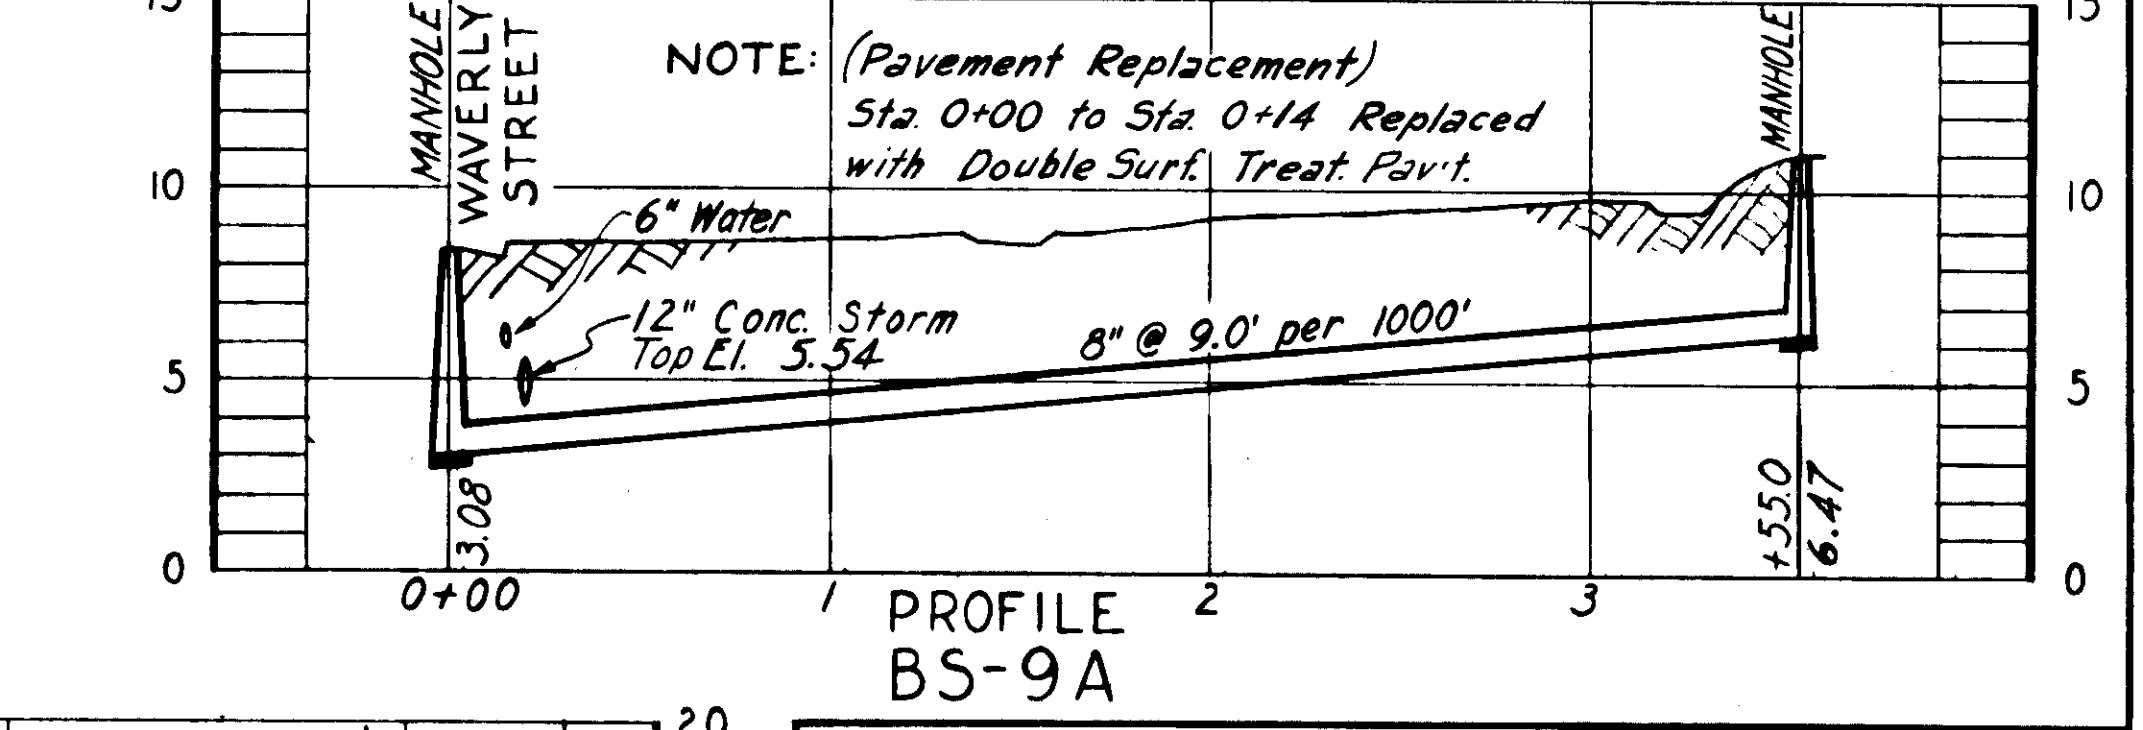 15
15
MANHOLE
WAVERLY
STREET
NOTE: (Pavement Replacement)
Sta. 0+00 to Sta. 0+14 Replaced
with Double Surf. Treat. Pav't.
MANHOLE
10
10
6" Water
12" Conc. Storm
Top El. 5.54
8" @ 9.0' per 1000'
5
5
3.08
+55.0
6.47
0
0
0+00
1
2
3
PROFILE
BS-9A
20